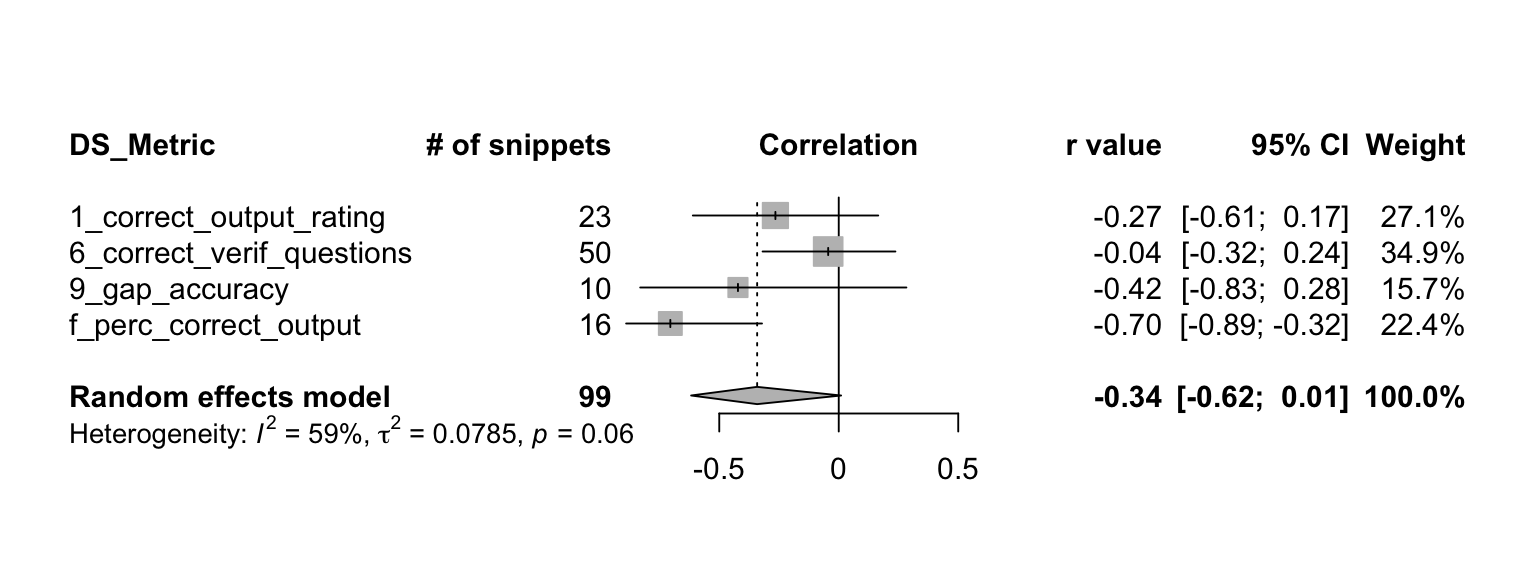 DS_Metric # of snippets Correlation r value 95% CI Weight
1_correct_output_rating 23 -0.27 [-0.61; 0.17] 27.1%
6_correct_verif_questions 50 -0.04 [-0.32; 0.24] 34.9%
9_gap_accuracy 10 -0.42 [-0.83; 0.28] 15.7%
f_perc_correct_output 16 -0.70 [-0.89; -0.32] 22.4%
Random effects model 99 -0.34 [-0.62; 0.01] 100.0%
Heterogeneity: I² = 59%, τ² = 0.0785, p = 0.06
-0.5 0 0.5